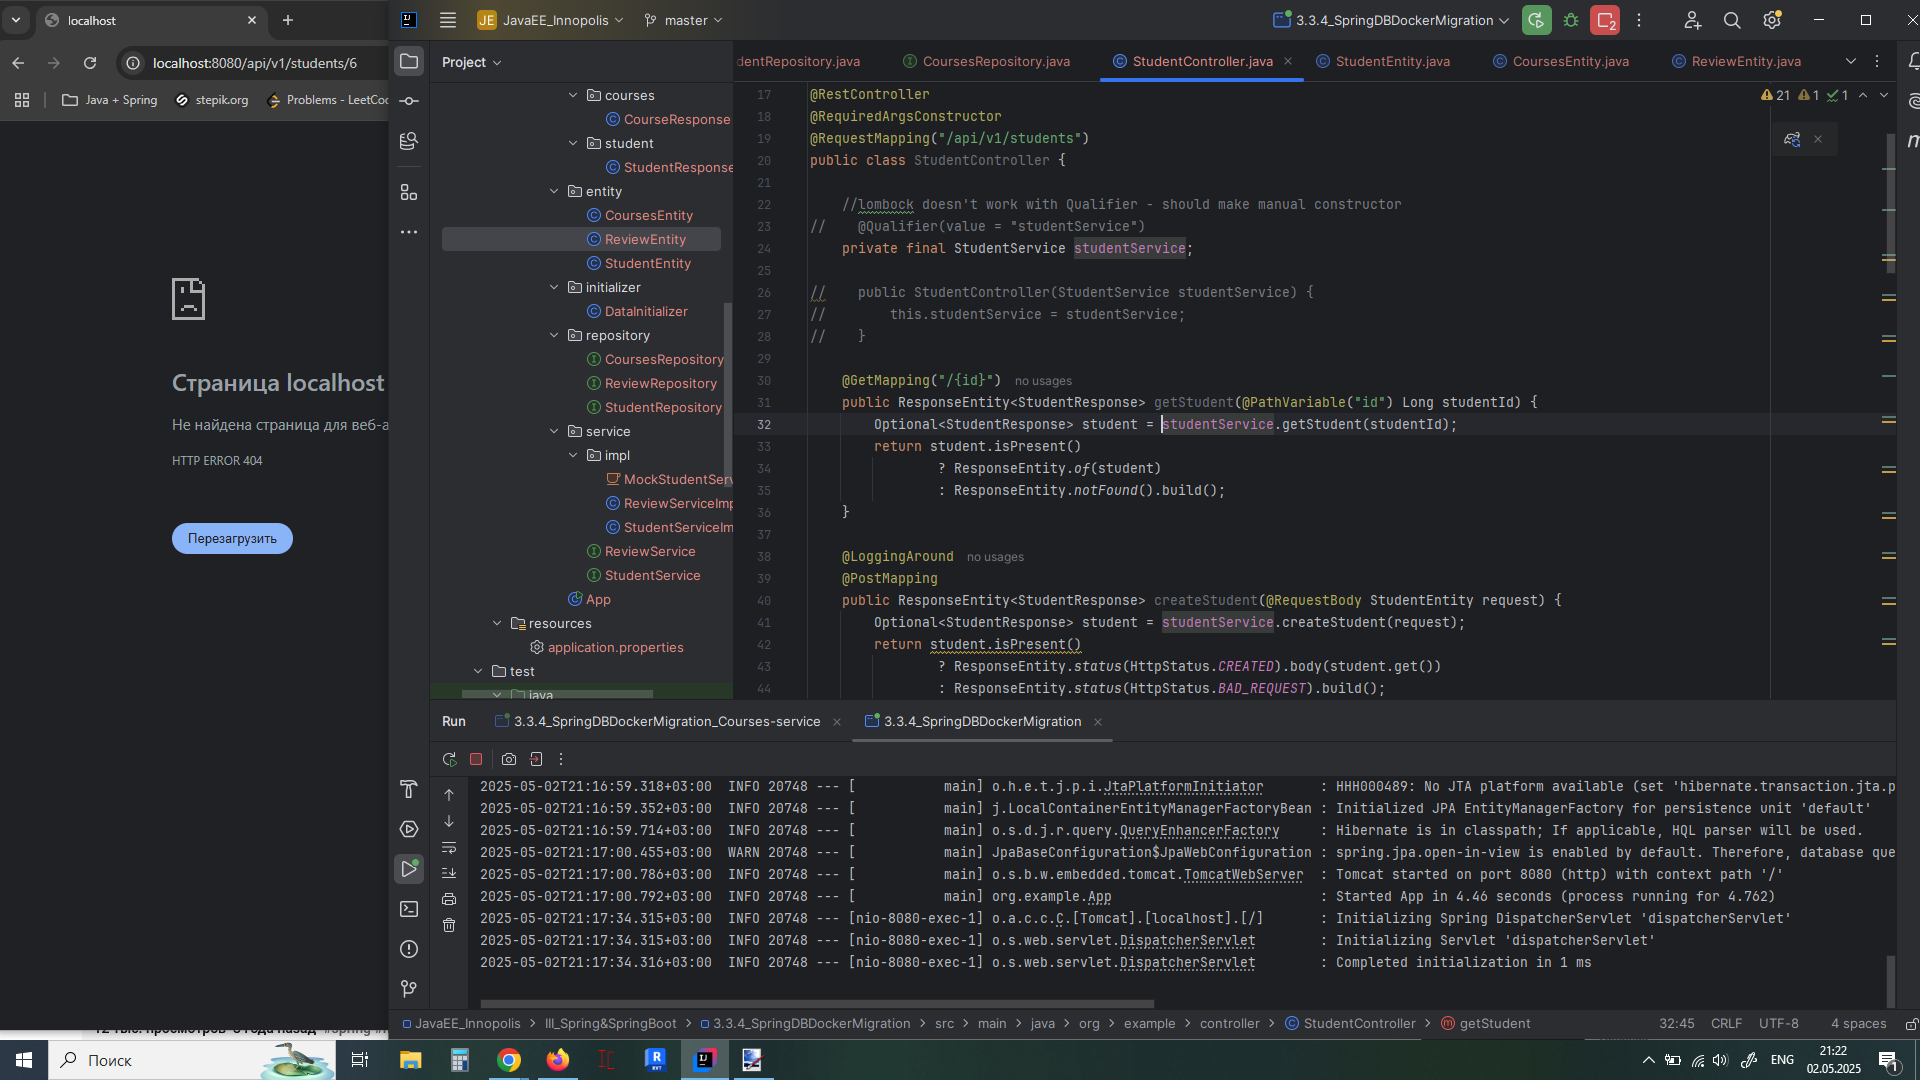 localhost
localhost:8080/api/v1/students/6
Java + Spring
stepik.org
Problems - LeetCo
Страница localhost
Не найдена страница для веб-а
HTTP ERROR 404
Перезагрузить
JE JavaEE_Innopolis
master
3.3.4_SpringDBDockerMigration
Project
courses
CourseResponse
student
StudentResponse
entity
CoursesEntity
ReviewEntity
StudentEntity
initializer
DataInitializer
repository
CoursesRepository
ReviewRepository
StudentRepository
service
impl
MockStudentServ
ReviewServiceImp
StudentServiceIm
ReviewService
StudentService
App
resources
application.properties
test
java
dentRepository.java
CoursesRepository.java
StudentController.java
StudentEntity.java
CoursesEntity.java
ReviewEntity.java
21 1 1
17 @RestController
18 @RequiredArgsConstructor
19 @RequestMapping("/api/v1/students")
20 public class StudentController {
21
22 //lombock doesn't work with Qualifier - should make manual constructor
23 // @Qualifier(value = "studentService")
24 private final StudentService studentService;
25
26 // public StudentController(StudentService studentService) {
27 // this.studentService = studentService;
28 // }
29
30 @GetMapping("/{id}") no usages
31 public ResponseEntity<StudentResponse> getStudent(@PathVariable("id") Long studentId) {
32 Optional<StudentResponse> student = studentService.getStudent(studentId);
33 return student.isPresent()
34 ? ResponseEntity.of(student)
35 : ResponseEntity.notFound().build();
36 }
37
38 @LoggingAround no usages
39 @PostMapping
40 public ResponseEntity<StudentResponse> createStudent(@RequestBody StudentEntity request) {
41 Optional<StudentResponse> student = studentService.createStudent(request);
42 return student.isPresent()
43 ? ResponseEntity.status(HttpStatus.CREATED).body(student.get())
44 : ResponseEntity.status(HttpStatus.BAD_REQUEST).build();
Run
3.3.4_SpringDBDockerMigration_Courses-service
3.3.4_SpringDBDockerMigration
2025-05-02T21:16:59.318+03:00 INFO 20748 --- [ main] o.h.e.t.j.p.i.JtaPlatformInitiator : HHH000489: No JTA platform available (set 'hibernate.transaction.jta.p
2025-05-02T21:16:59.352+03:00 INFO 20748 --- [ main] j.LocalContainerEntityManagerFactoryBean : Initialized JPA EntityManagerFactory for persistence unit 'default'
2025-05-02T21:16:59.714+03:00 INFO 20748 --- [ main] o.s.d.j.r.query.QueryEnhancerFactory : Hibernate is in classpath; If applicable, HQL parser will be used.
2025-05-02T21:17:00.455+03:00 WARN 20748 --- [ main] JpaBaseConfiguration$JpaWebConfiguration : spring.jpa.open-in-view is enabled by default. Therefore, database que
2025-05-02T21:17:00.786+03:00 INFO 20748 --- [ main] o.s.b.w.embedded.tomcat.TomcatWebServer : Tomcat started on port 8080 (http) with context path '/'
2025-05-02T21:17:00.792+03:00 INFO 20748 --- [ main] org.example.App : Started App in 4.46 seconds (process running for 4.762)
2025-05-02T21:17:34.315+03:00 INFO 20748 --- [nio-8080-exec-1] o.a.c.c.C.[Tomcat].[localhost].[/] : Initializing Spring DispatcherServlet 'dispatcherServlet'
2025-05-02T21:17:34.315+03:00 INFO 20748 --- [nio-8080-exec-1] o.s.web.servlet.DispatcherServlet : Initializing Servlet 'dispatcherServlet'
2025-05-02T21:17:34.316+03:00 INFO 20748 --- [nio-8080-exec-1] o.s.web.servlet.DispatcherServlet : Completed initialization in 1 ms
JavaEE_Innopolis > III_Spring&SpringBoot > 3.3.4_SpringDBDockerMigration > src > main > java > org > example > controller > StudentController > getStudent
32:45 CRLF UTF-8 4 spaces
Поиск
ENG
21:22
02.05.2025
1